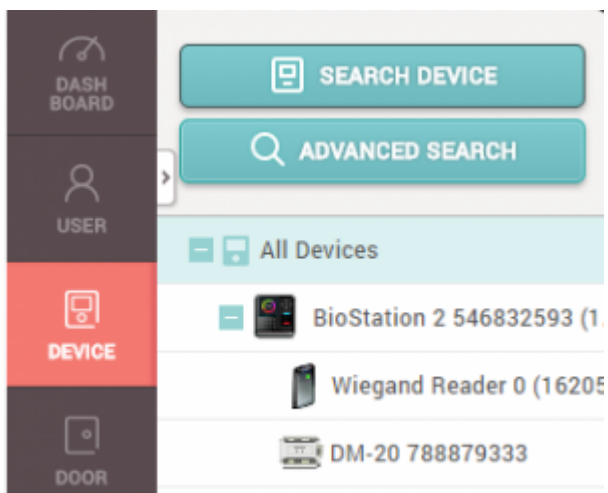 DASH
BOARD
USER
DEVICE
DOOR
SEARCH DEVICE
ADVANCED SEARCH
All Devices
BioStation 2 546832593 (1.
Wiegand Reader 0 (16205
DM-20 788879333